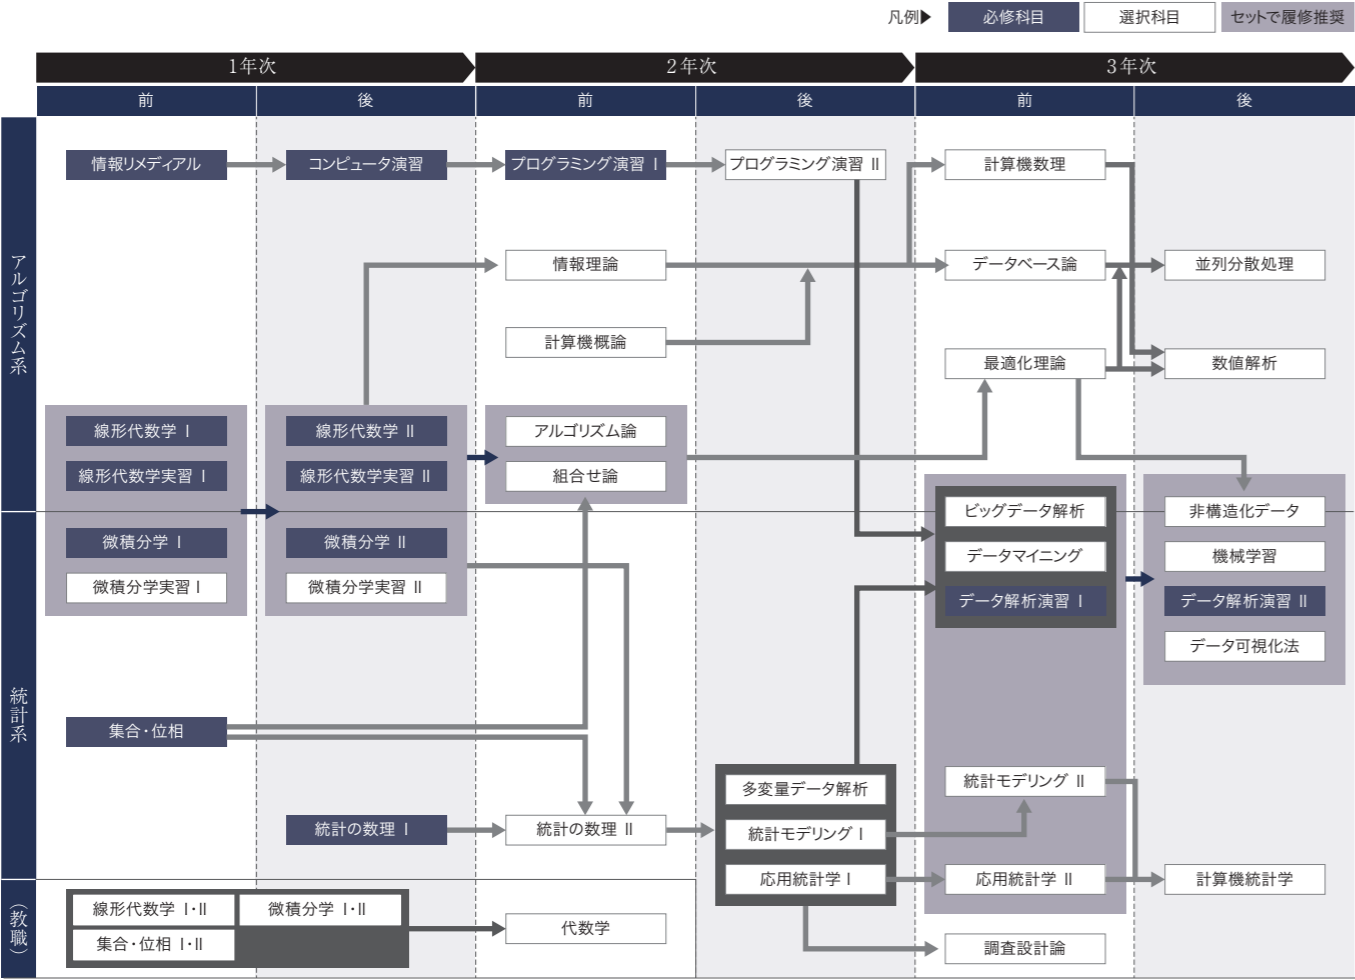 凡例▶
必修科目
選択科目
セットで履修推奨
1年次
2年次
3年次
前
後
前
後
前
後
アルゴリズム系
情報リメディアル
コンピュータ演習
プログラミング演習 Ⅰ
プログラミング演習 Ⅱ
計算機数理
情報理論
データベース論
並列分散処理
計算機概論
最適化理論
数値解析
線形代数学 Ⅰ
線形代数学 Ⅱ
アルゴリズム論
線形代数学実習 Ⅰ
線形代数学実習 Ⅱ
組合せ論
統計系
ビッグデータ解析
非構造化データ
微積分学 Ⅰ
微積分学 Ⅱ
データマイニング
機械学習
微積分学実習 Ⅰ
微積分学実習 Ⅱ
データ解析演習 Ⅰ
データ解析演習 Ⅱ
データ可視化法
集合・位相
多変量データ解析
統計モデリング Ⅱ
統計の数理 Ⅰ
統計の数理 Ⅱ
統計モデリング Ⅰ
応用統計学 Ⅰ
応用統計学 Ⅱ
計算機統計学
（教職）
線形代数学 Ⅰ・Ⅱ
微積分学 Ⅰ・Ⅱ
集合・位相 Ⅰ・Ⅱ
代数学
調査設計論